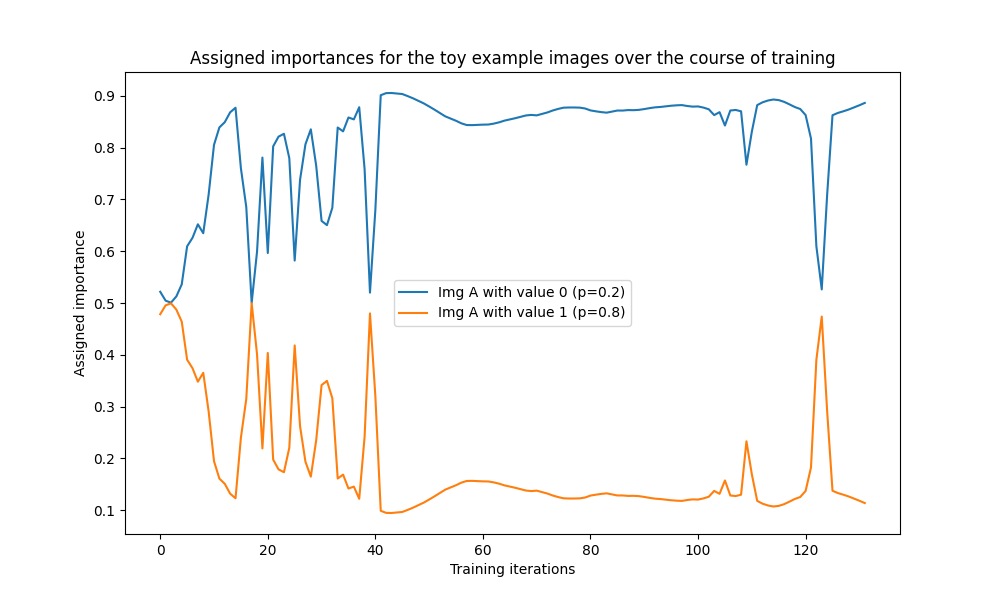 Assigned importances for the toy example images over the course of training
Assigned importance
0.9
0.8
0.7
0.6
0.5
0.4
0.3
0.2
0.1
Img A with value 0 (p=0.2)
Img A with value 1 (p=0.8)
0 20 40 60 80 100 120
Training iterations